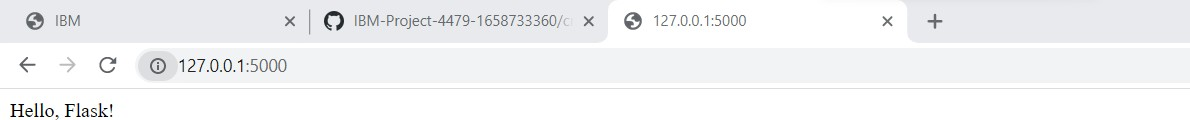 IBM
IBM-Project-4479-1658733360/c
127.0.0.1:5000
127.0.0.1:5000
Hello, Flask!